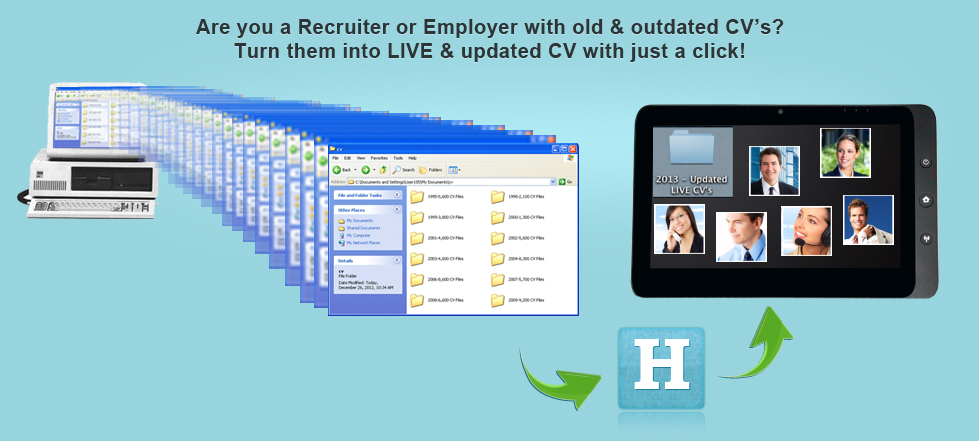 Are you a Recruiter or Employer with old & outdated CV's?
Turn them into LIVE & updated CV with just a click!
cv
File Edit View Favorites Tools Help
Back Search Folders
Address C:\Documents and Settings\User100\My Documents\cv Go
File and Folder Tasks
Other Places
My Documents
Shared Documents
My Computer
My Network Places
Details
cv
File Folder
Date Modified: Today,
December 26, 2012, 10:34 AM
1995-5,600 CV Files 1998-2,100 CV Files
1999-3,800 CV Files 2000-1,300 CV Files
2001-4,600 CV Files 2002-5,600 CV Files
2003-4,600 CV Files 2004-8,300 CV Files
2006-8,600 CV Files 2007-5,700 CV Files
2008-6,600 CV Files 2009-9,200 CV Files
2013 - Updated
LIVE CV's
H